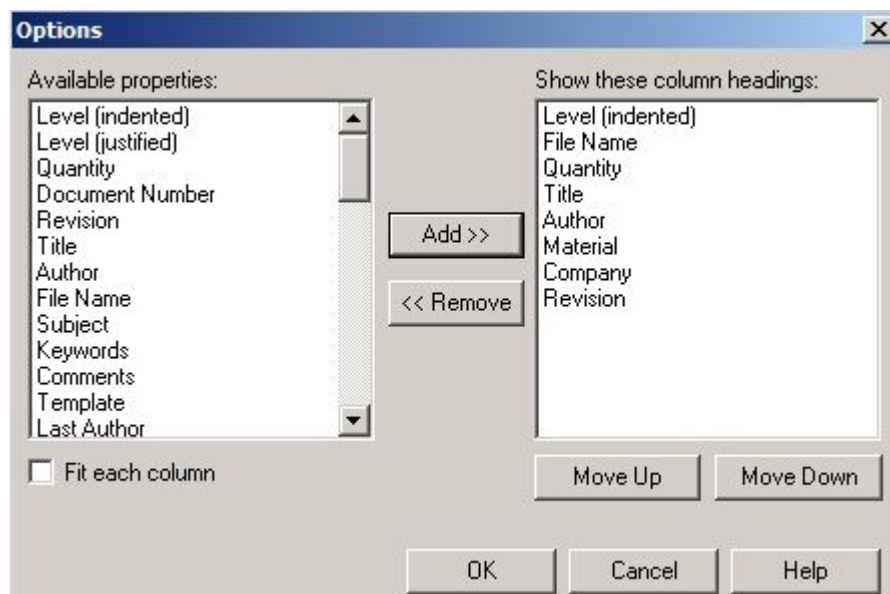 Options
Available properties:
Level (indented)
Level (justified)
Quantity
Document Number
Revision
Title
Author
File Name
Subject
Keywords
Comments
Template
Last Author
Fit each column
Add >>
<< Remove
Show these column headings:
Level (indented)
File Name
Quantity
Title
Author
Material
Company
Revision
Move Up
Move Down
OK
Cancel
Help